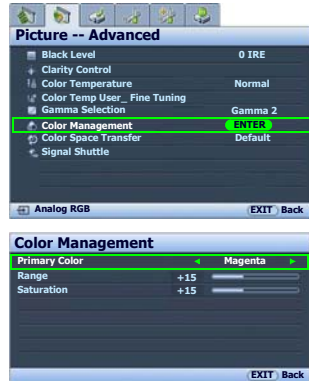 Picture -- Advanced
Black Level 0 IRE
Clarity Control
Color Temperature Normal
Color Temp User_ Fine Tuning
Gamma Selection Gamma 2
Color Management ENTER
Color Space Transfer Default
Signal Shuttle
Analog RGB EXIT Back
Color Management
Primary Color Magenta
Range +15
Saturation +15
EXIT Back